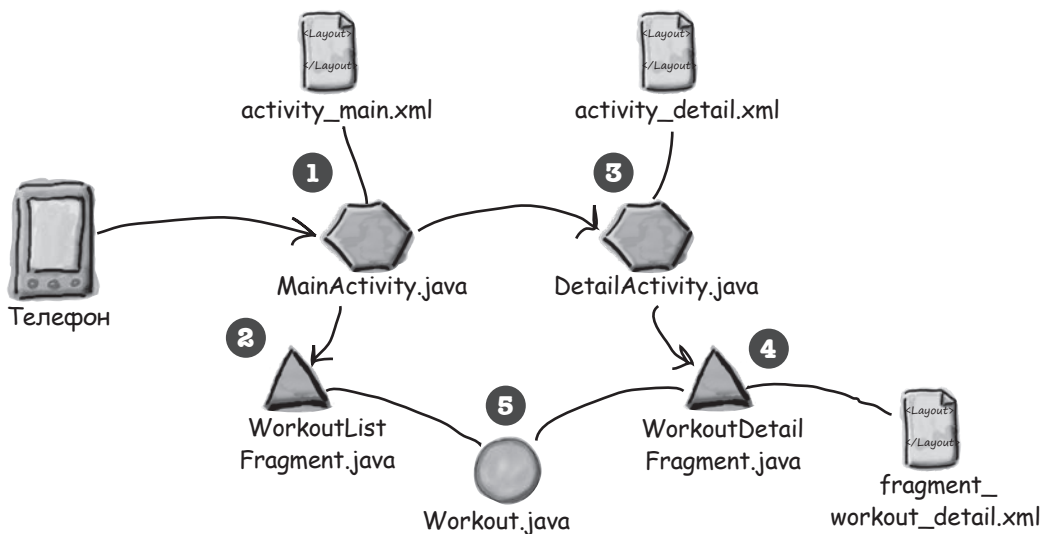 <Layout>
</Layout>
activity_main.xml
<Layout>
</Layout>
activity_detail.xml
1
3
Телефон
MainActivity.java
DetailActivity.java
2
WorkoutList
Fragment.java
5
Workout.java
4
WorkoutDetail
Fragment.java
<Layout>
</Layout>
fragment_
workout_detail.xml